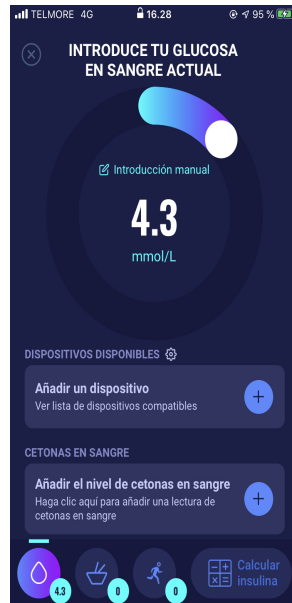 TELMORE 4G 16.28 95 %
INTRODUCE TU GLUCOSA
EN SANGRE ACTUAL
Introducción manual
4.3
mmol/L
DISPOSITIVOS DISPONIBLES
Añadir un dispositivo
Ver lista de dispositivos compatibles
CETONAS EN SANGRE
Añadir el nivel de cetonas en sangre
Haga clic aquí para añadir una lectura de
cetonas en sangre
4.3 0 0
Calcular
insulina